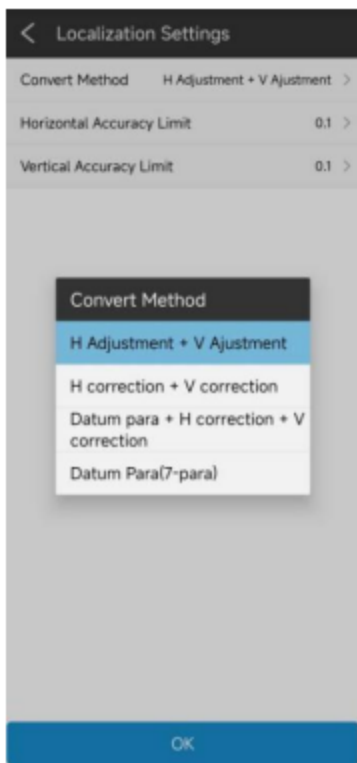 Localization Settings
Convert Method H Adjustment + V Ajustment
Horizontal Accuracy Limit 0.1
Vertical Accuracy Limit 0.1
Convert Method
H Adjustment + V Ajustment
H correction + V correction
Datum para + H correction + V
correction
Datum Para(7-para)
OK